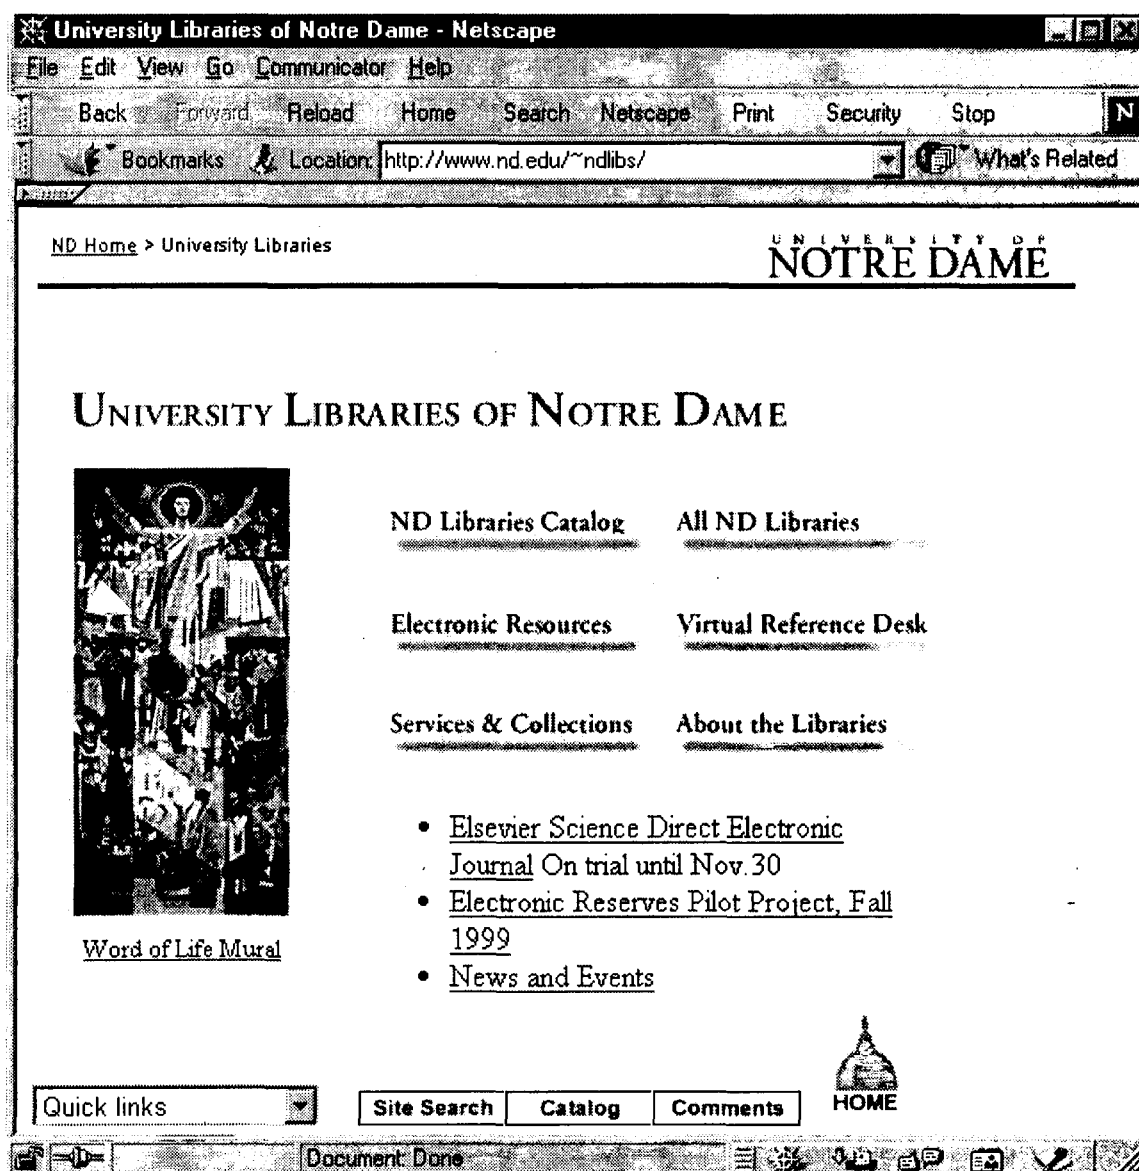 University Libraries of Notre Dame - Netscape
File Edit View Go Communicator Help
Back Forward Reload Home Search Netscape Print Security Stop N
Bookmarks Location: http://www.nd.edu/~ndlibs/ What's Related
ND Home > University Libraries
UNIVERSITY OF
NOTRE DAME
UNIVERSITY LIBRARIES OF NOTRE DAME
ND Libraries Catalog All ND Libraries
Electronic Resources Virtual Reference Desk
Services & Collections About the Libraries
• Elsevier Science Direct Electronic
Journal On trial until Nov.30
• Electronic Reserves Pilot Project, Fall
1999
• News and Events
Word of Life Mural
Quick links Site Search Catalog Comments HOME
Document: Done